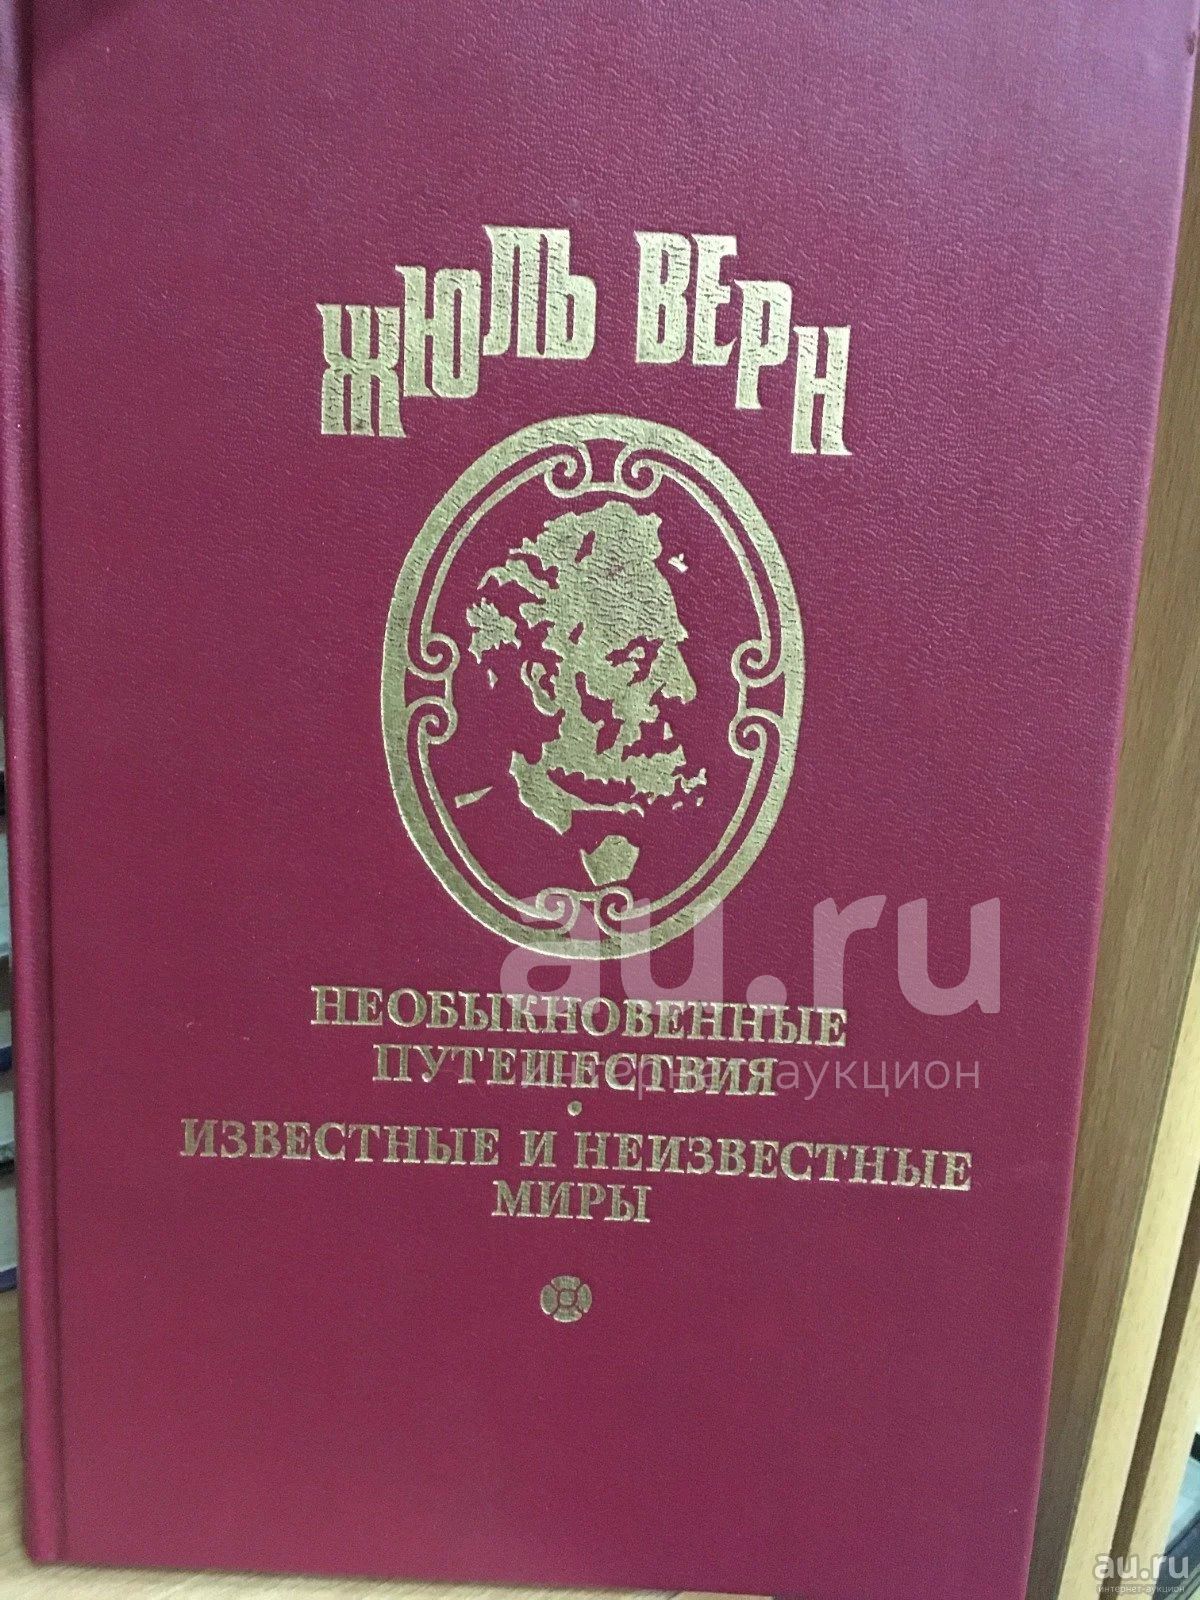 ЖЮЛЬ ВЕРН
au.ru
НЕОБЫКНОВЕННЫЕ
ПУТЕШЕСТВИЯ
интернет-аукцион
ИЗВЕСТНЫЕ И НЕИЗВЕСТНЫЕ
МИРЫ
au.ru
интернет-аукцион